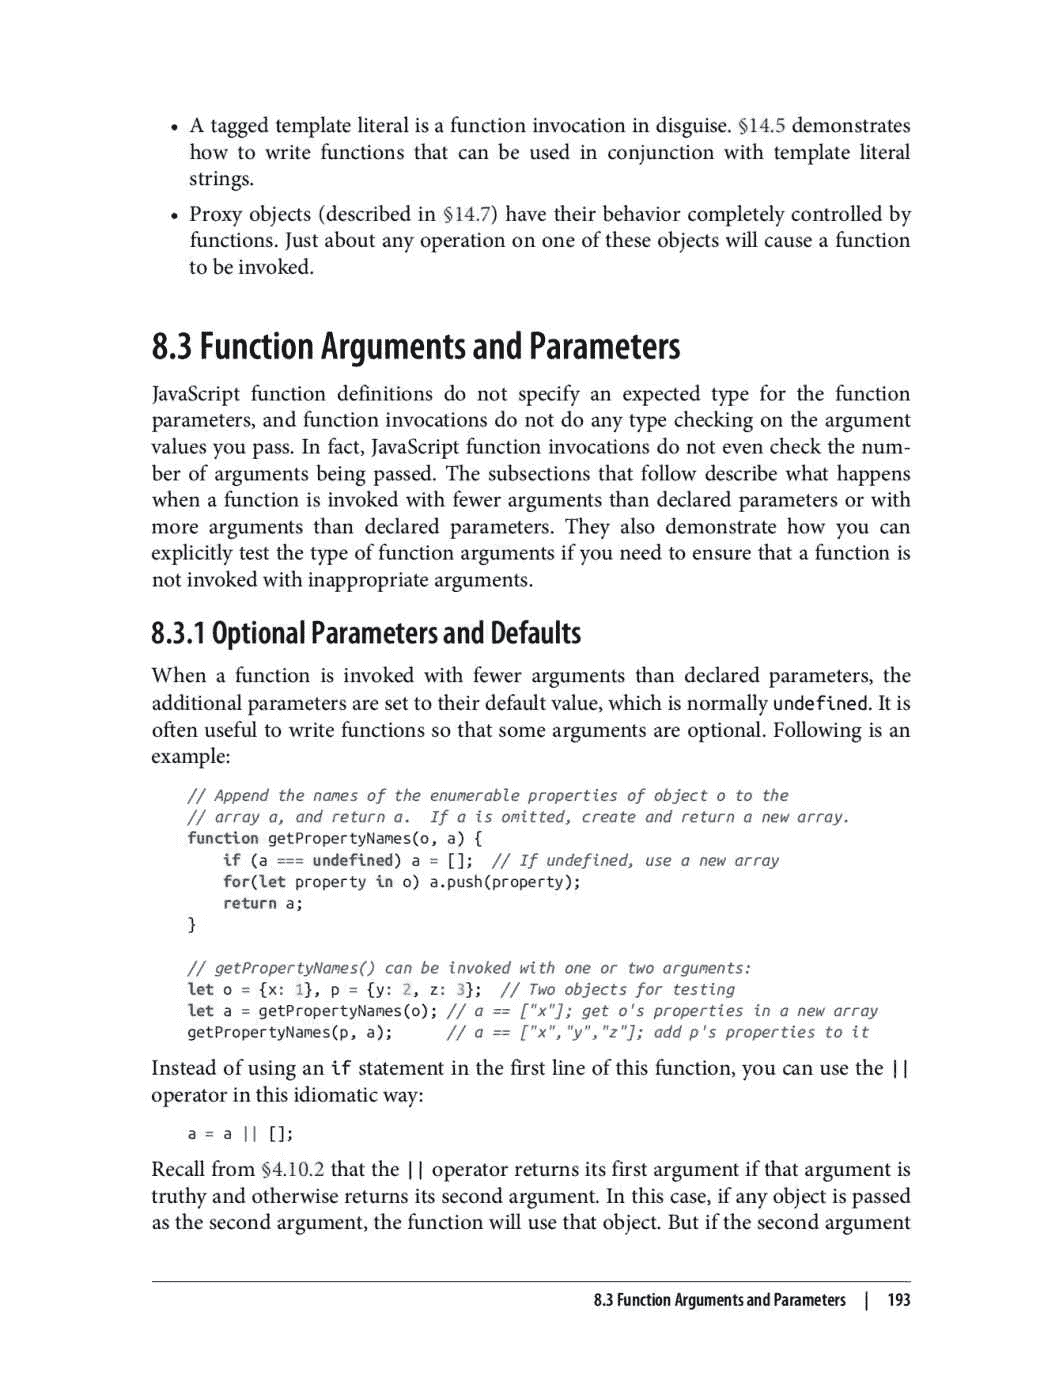 • A tagged template literal is a function invocation in disguise. §14.5 demonstrates
how to write functions that can be used in conjunction with template literal
strings.
• Proxy objects (described in §14.7) have their behavior completely controlled by
functions. Just about any operation on one of these objects will cause a function
to be invoked.
8.3 Function Arguments and Parameters
JavaScript function definitions do not specify an expected type for the function
parameters, and function invocations do not do any type checking on the argument
values you pass. In fact, JavaScript function invocations do not even check the num-
ber of arguments being passed. The subsections that follow describe what happens
when a function is invoked with fewer arguments than declared parameters or with
more arguments than declared parameters. They also demonstrate how you can
explicitly test the type of function arguments if you need to ensure that a function is
not invoked with inappropriate arguments.
8.3.1 Optional Parameters and Defaults
When a function is invoked with fewer arguments than declared parameters, the
additional parameters are set to their default value, which is normally undefined. It is
often useful to write functions so that some arguments are optional. Following is an
example:
// Append the names of the enumerable properties of object o to the
// array a, and return a.  If a is omitted, create and return a new array.
function getPropertyNames(o, a) {
    if (a === undefined) a = [];  // If undefined, use a new array
    for(let property in o) a.push(property);
    return a;
}
// getPropertyNames() can be invoked with one or two arguments:
let o = {x: 1}, p = {y: 2, z: 3};  // Two objects for testing
let a = getPropertyNames(o); // a == ["x"]; get o's properties in a new array
getPropertyNames(p, a);      // a == ["x","y","z"]; add p's properties to it
Instead of using an if statement in the first line of this function, you can use the ||
operator in this idiomatic way:
a = a || [];
Recall from §4.10.2 that the || operator returns its first argument if that argument is
truthy and otherwise returns its second argument. In this case, if any object is passed
as the second argument, the function will use that object. But if the second argument
8.3 Function Arguments and Parameters | 193